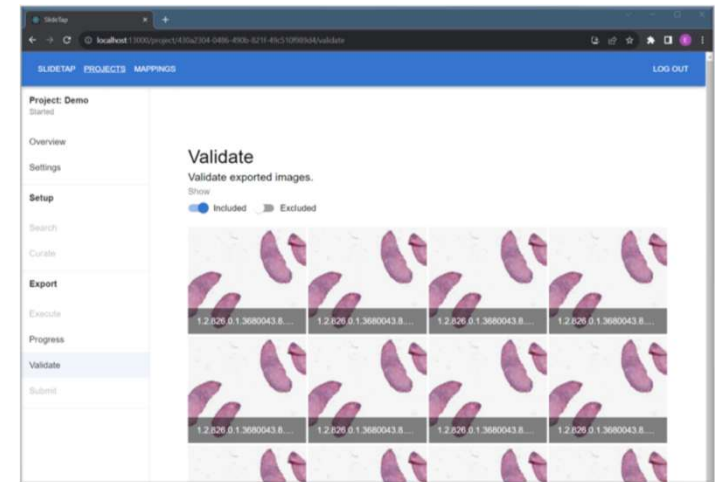 SlideTap
localhost:13000/project/430a2304-0486-490b-821f-49c510f989d4/validate
SLIDETAP PROJECTS MAPPINGS LOG OUT
Project: Demo
Started
Overview
Settings
Setup
Search
Curate
Export
Execute
Progress
Validate
Submit
Validate
Validate exported images.
Show
Included Excluded
1.2.826.0.1.3680043.8.... 1.2.826.0.1.3680043.8.... 1.2.826.0.1.3680043.8.... 1.2.826.0.1.3680043.8....
1.2.826.0.1.3680043.8.... 1.2.826.0.1.3680043.8.... 1.2.826.0.1.3680043.8.... 1.2.826.0.1.3680043.8....